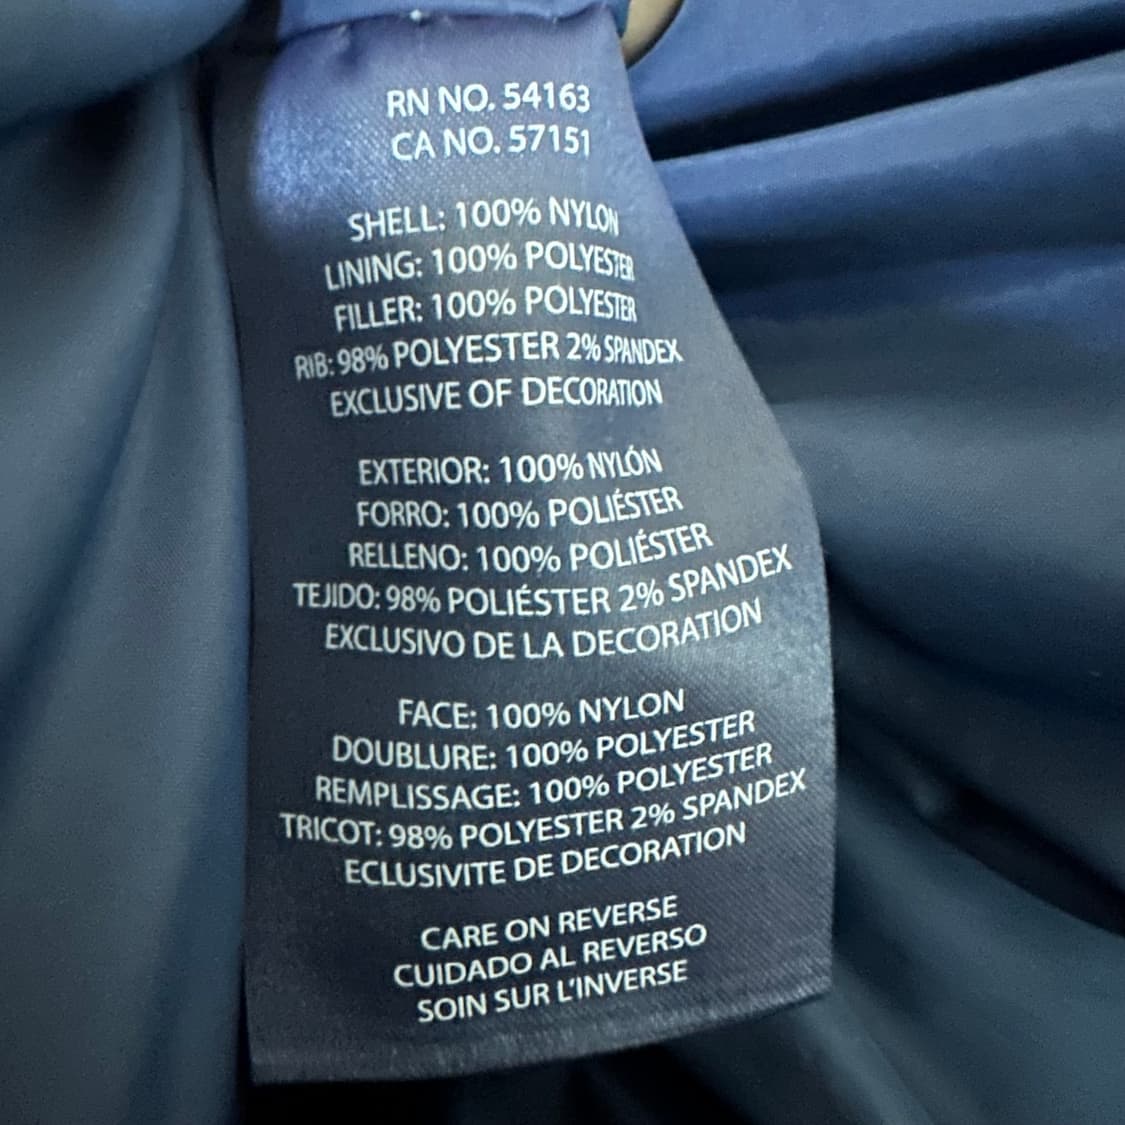 RN NO. 54163
CA NO. 57151
SHELL: 100% NYLON
LINING: 100% POLYESTER
FILLER: 100% POLYESTER
RIB: 98% POLYESTER 2% SPANDEX
EXCLUSIVE OF DECORATION
EXTERIOR: 100% NYLÓN
FORRO: 100% POLIÉSTER
RELLENO: 100% POLIÉSTER
TEJIDO: 98% POLIÉSTER 2% SPANDEX
EXCLUSIVO DE LA DECORATION
FACE: 100% NYLON
DOUBLURE: 100% POLYESTER
REMPLISSAGE: 100% POLYESTER
TRICOT: 98% POLYESTER 2% SPANDEX
ECLUSIVITE DE DECORATION
CARE ON REVERSE
CUIDADO AL REVERSO
SOIN SUR L'INVERSE